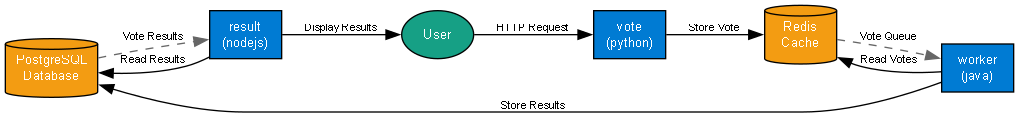 PostgreSQL
Database
Vote Results
Read Results
result
(nodejs)
Display Results
User
HTTP Request
vote
(python)
Store Vote
Redis
Cache
Vote Queue
Read Votes
worker
(java)
Store Results